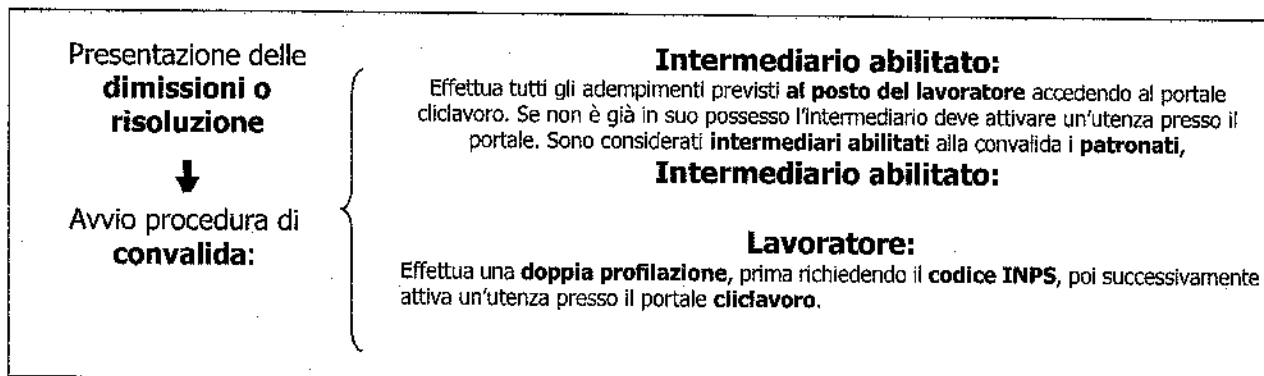 Presentazione delle
dimissioni o
risoluzione
Avvio procedura di
convalida:
Intermediario abilitato:
Effettua tutti gli adempimenti previsti al posto del lavoratore accedendo al portale
cliclavoro. Se non è già in suo possesso l'intermediario deve attivare un'utenza presso il
portale. Sono considerati intermediari abilitati alla convalida i patronati,
Intermediario abilitato:
Lavoratore:
Effettua una doppia profilazione, prima richiedendo il codice INPS, poi successivamente
attiva un'utenza presso il portale cliclavoro.